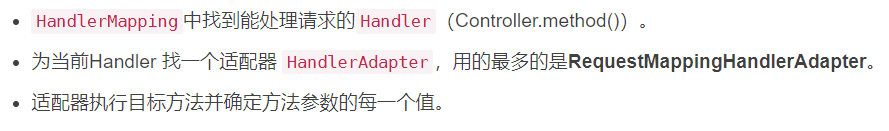 HandlerMapping中找到能处理请求的Handler（Controller.method()）。
为当前Handler 找一个适配器 HandlerAdapter，用的最多的是RequestMappingHandlerAdapter。
适配器执行目标方法并确定方法参数的每一个值。